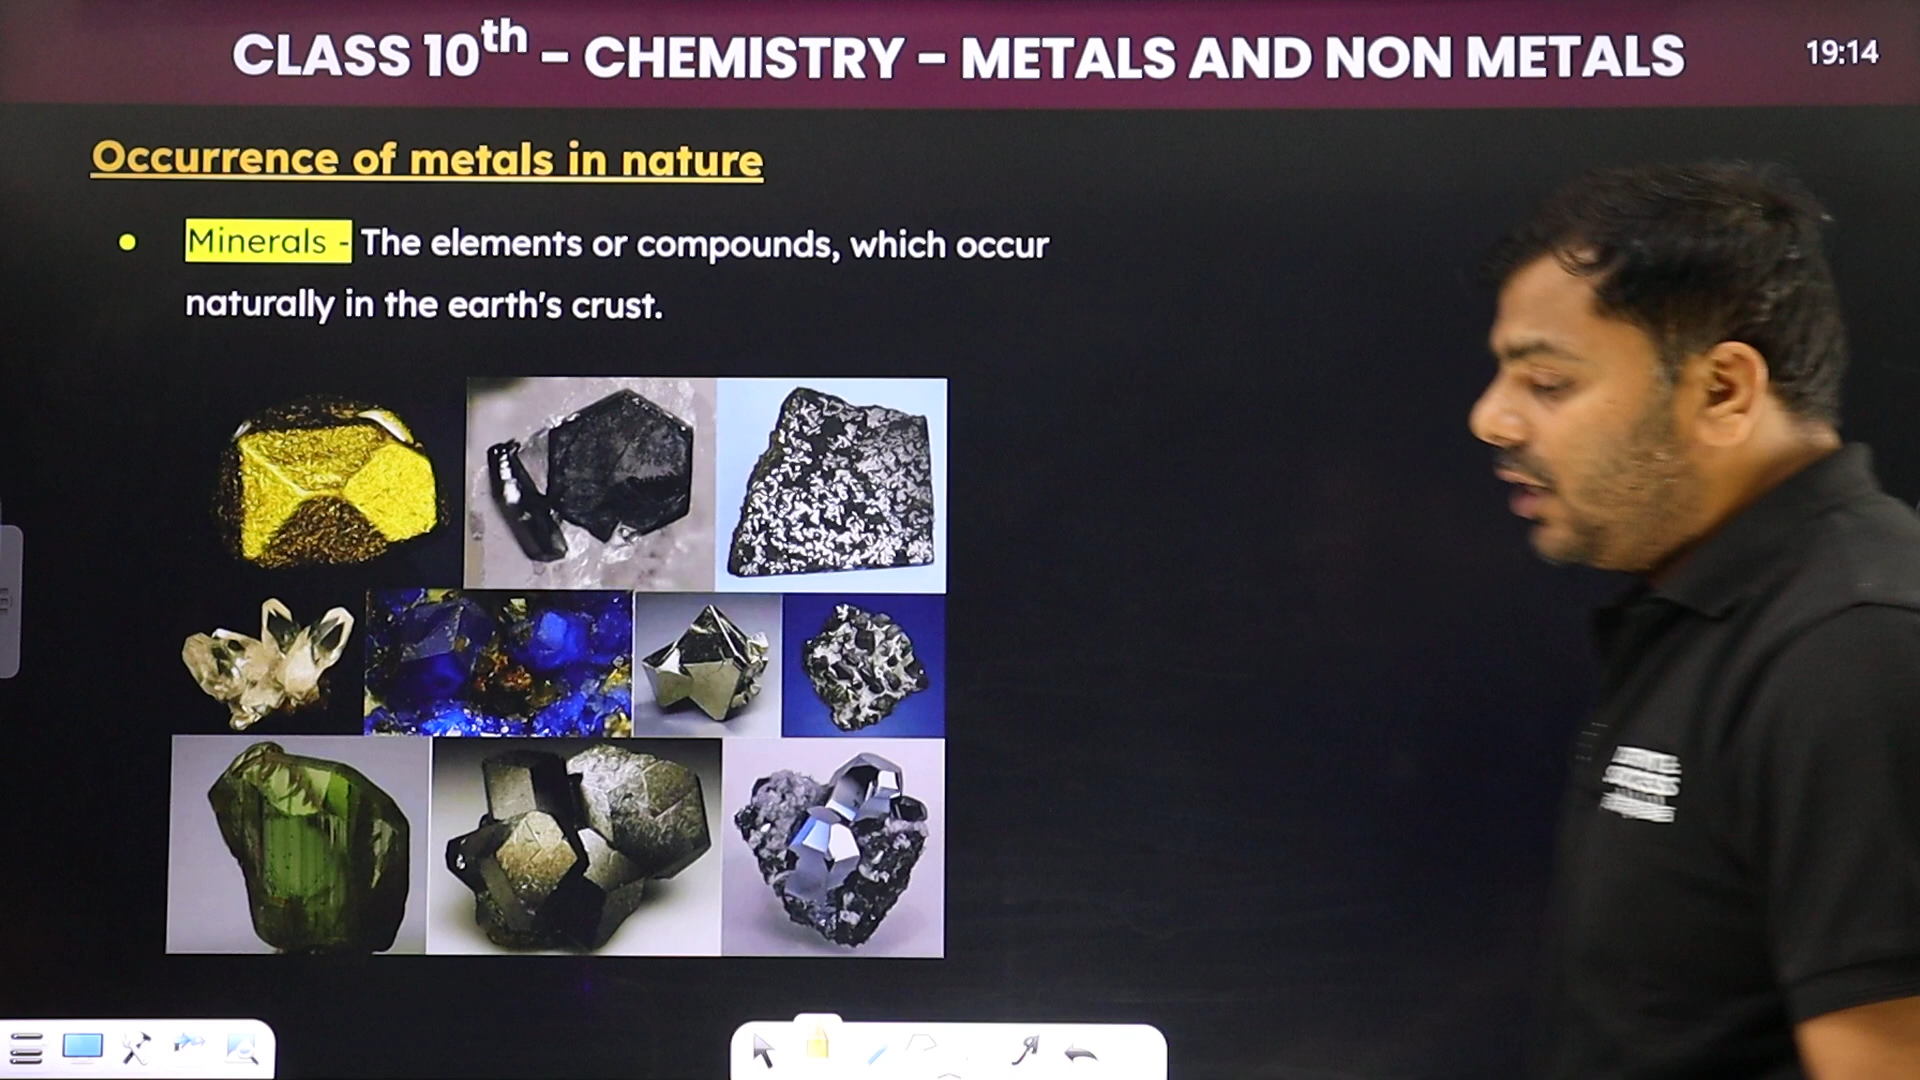 CLASS 10th - CHEMISTRY - METALS AND NON METALS
19:14
Occurrence of metals in nature
Minerals - The elements or compounds, which occur
naturally in the earth's crust.